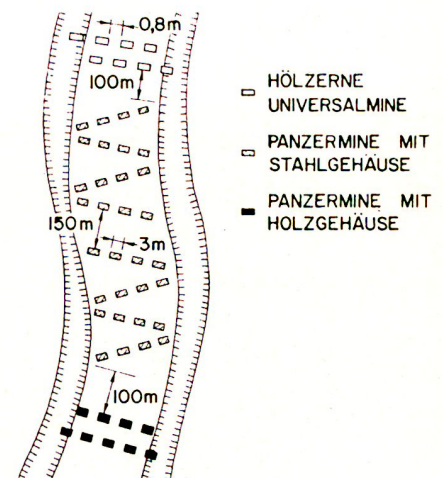 0,8m
100m
150m
3m
100m
HÖLZERNE
UNIVERSALMINE
PANZERMINE MIT
STAHLGEHÄUSE
PANZERMINE MIT
HOLZGEHÄUSE